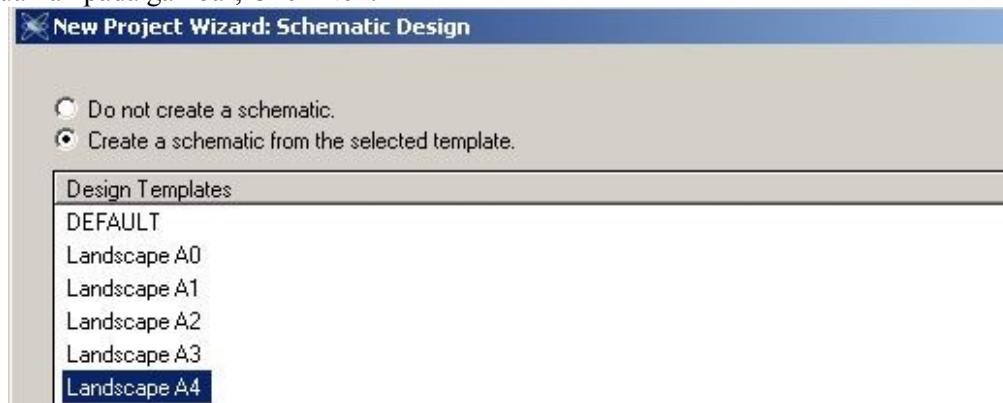 New Project Wizard: Schematic Design
Do not create a schematic.
Create a schematic from the selected template.
Design Templates
DEFAULT
Landscape A0
Landscape A1
Landscape A2
Landscape A3
Landscape A4